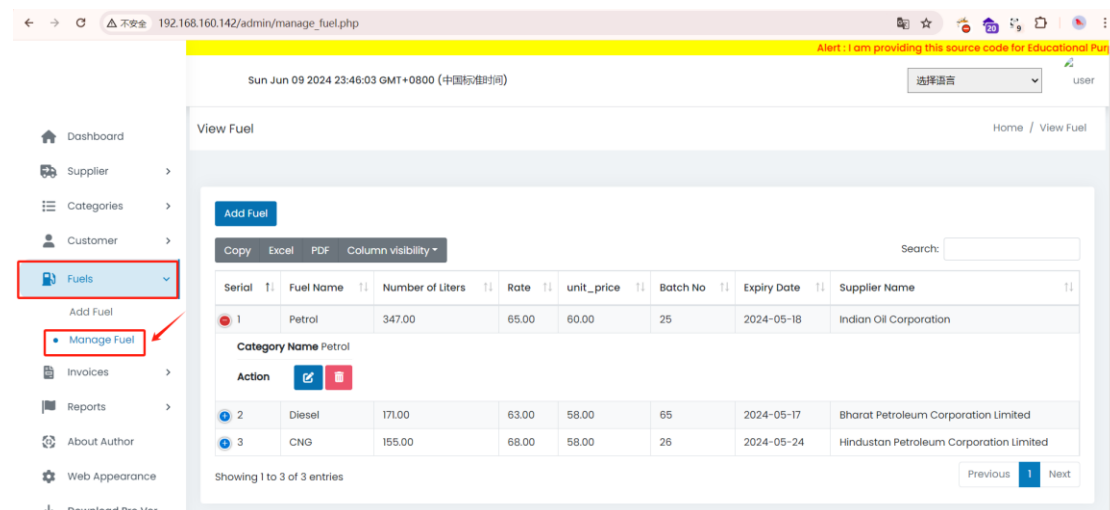 不安全 192.168.160.142/admin/manage_fuel.php
20
9
Alert : I am providing this source code for Educational
Sun Jun 09 2024 23:46:03 GMT+0800 (中国标准时间)
选择语言
user
Dashboard
Supplier
Categories
Customer
Fuels
Add Fuel
Manage Fuel
Invoices
Reports
About Author
Web Appearance
View Fuel
Home / View Fuel
Add Fuel
Copy Excel PDF Column visibility
Search:
Serial Fuel Name Number of Liters Rate unit_price Batch No Expiry Date Supplier Name
1 Petrol 347.00 65.00 60.00 25 2024-05-18 Indian Oil Corporation
Category Name Petrol
Action
2 Diesel 171.00 63.00 58.00 65 2024-05-17 Bharat Petroleum Corporation Limited
3 CNG 155.00 68.00 58.00 26 2024-05-24 Hindustan Petroleum Corporation Limited
Showing 1 to 3 of 3 entries
Previous 1 Next